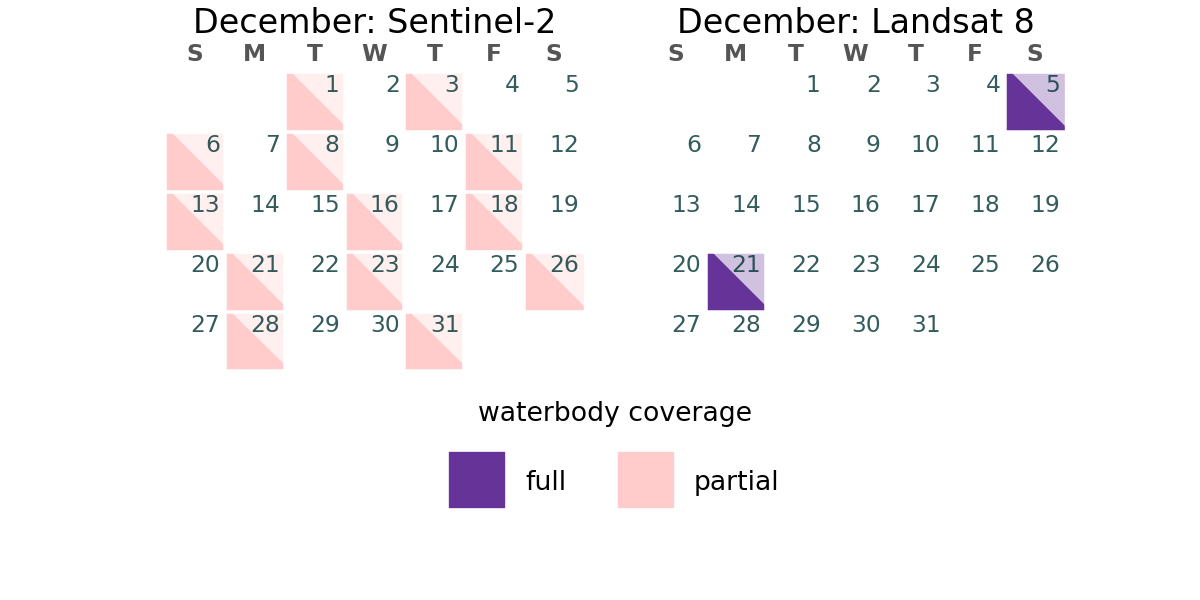 December: Sentinel-2
S M T W T F S
1 2 3 4 5
6 7 8 9 10 11 12
13 14 15 16 17 18 19
20 21 22 23 24 25 26
27 28 29 30 31
December: Landsat 8
S M T W T F S
1 2 3 4 5
6 7 8 9 10 11 12
13 14 15 16 17 18 19
20 21 22 23 24 25 26
27 28 29 30 31
waterbody coverage
full
partial